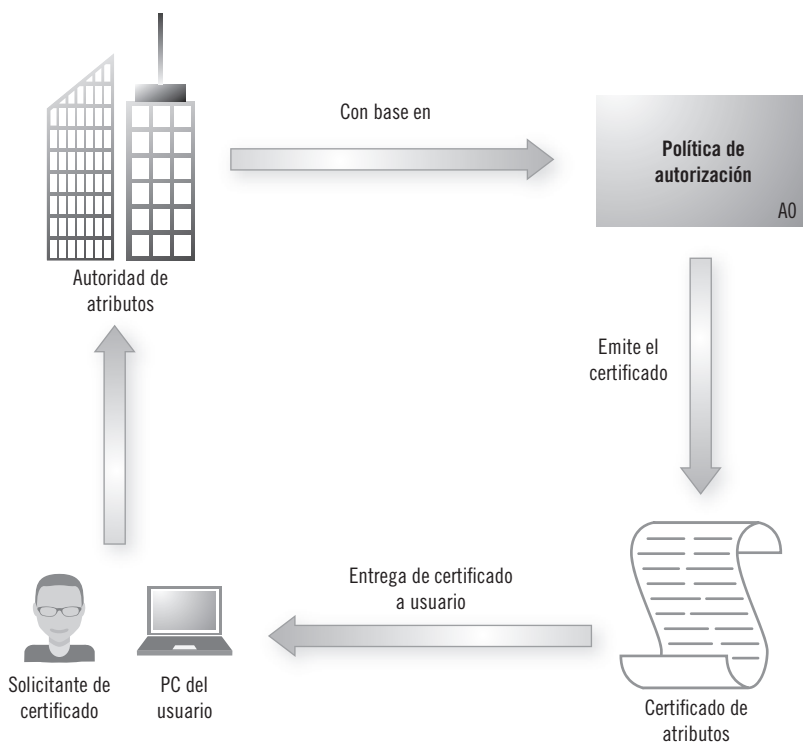 Con base en
Política de
autorización
A0
Autoridad de
atributos
Emite el
certificado
Entrega de certificado
a usuario
Solicitante de
certificado
PC del
usuario
Certificado de
atributos